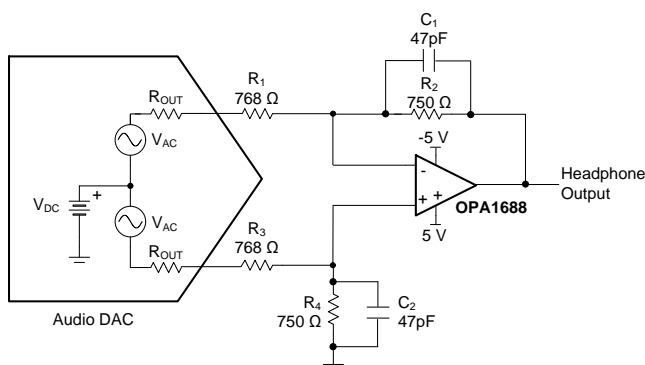 C1
47pF
R1
768 Ω
R2
750 Ω
ROUT
VAC
-5 V
-
+ +
5 V
OPA1688
Headphone
Output
VDC
+
VAC
ROUT
R3
768 Ω
R4
750 Ω
C2
47pF
Audio DAC